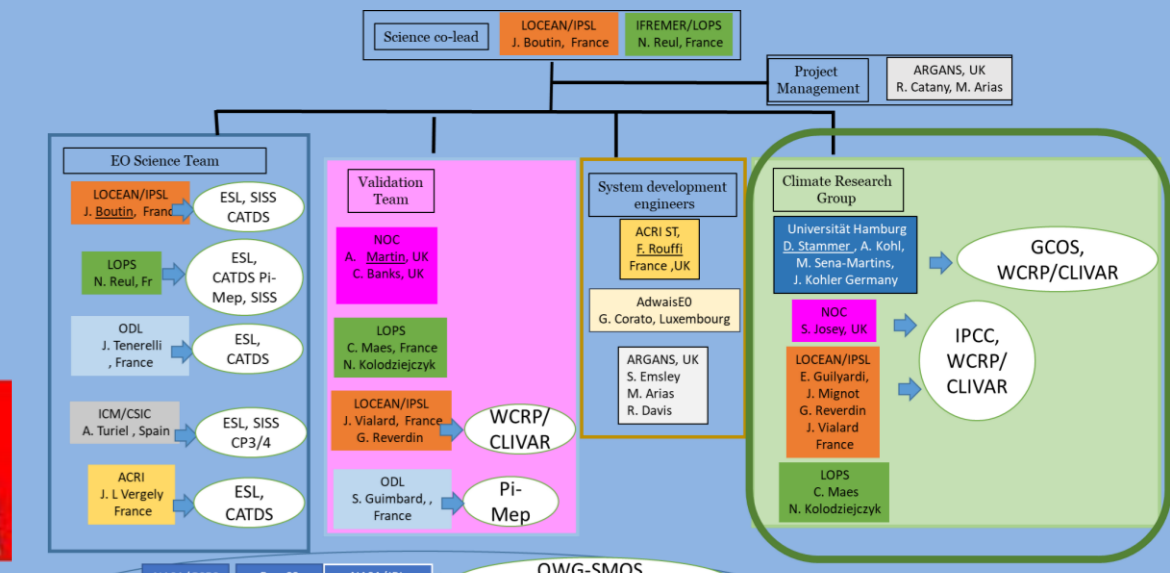 Science co-lead
LOCEAN/IPSL
J. Boutin, France
IFREMER/LOPS
N. Reul, France
Project
Management
ARGANS, UK
R. Catany, M. Arias
EO Science Team
LOCEAN/IPSL
J. Boutin, Franc
ESL, SISS
CATDS
LOPS
N. Reul, Fr
ESL,
CATDS Pi-
Mep, SISS
ODL
J. Tenerelli
, France
ESL,
CATDS
ICM/CSIC
A. Turiel , Spain
ESL, SISS
CP3/4
ACRI
J. L Vergely
France
ESL,
CATDS
Validation
Team
NOC
A. Martin, UK
C. Banks, UK
LOPS
C. Maes, France
N. Kolodziejczyk
LOCEAN/IPSL
J. Vialard, France
G. Reverdin
WCRP/
CLIVAR
ODL
S. Guimbard, ,
France
Pi-
Mep
System development
engineers
ACRI ST,
F. Rouffi
France ,UK
AdwaisE0
G. Corato, Luxembourg
ARGANS, UK
S. Emsley
M. Arias
R. Davis
Climate Research
Group
Universität Hamburg
D. Stammer , A. Kohl,
M. Sena-Martins,
J. Kohler Germany
GCOS,
WCRP/CLIVAR
NOC
S. Josey, UK
LOCEAN/IPSL
E. Guilyardi,
J. Mignot
G. Reverdin
J. Vialard
France
IPCC,
WCRP/
CLIVAR
LOPS
C. Maes
N. Kolodziejczyk
OWG-SMOS